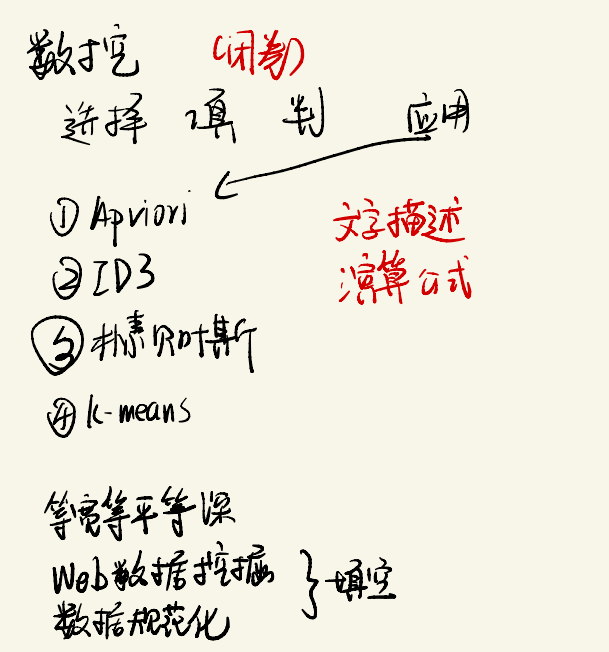 数挖 (闭卷)
选择 填 判 应用
① Apriori
文字描述
② ID3
演算公式
③ 朴素贝叶斯
④ k-means
等宽等平等深
Web数据挖掘
数据规范化
} 填空